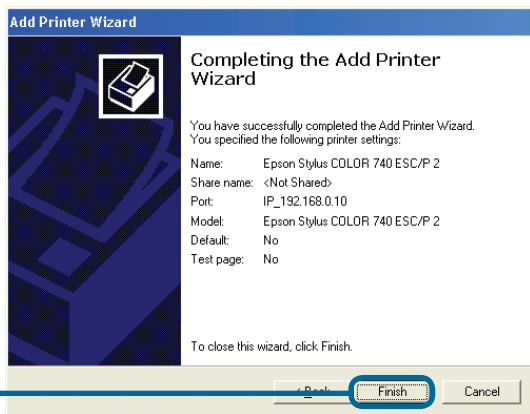 Add Printer Wizard
Completing the Add Printer
Wizard
You have successfully completed the Add Printer Wizard.
You specified the following printer settings:
Name: Epson Stylus COLOR 740 ESC/P 2
Share name: <Not Shared>
Port: IP_192.168.0.10
Model: Epson Stylus COLOR 740 ESC/P 2
Default: No
Test page: No
To close this wizard, click Finish.
Finish Cancel